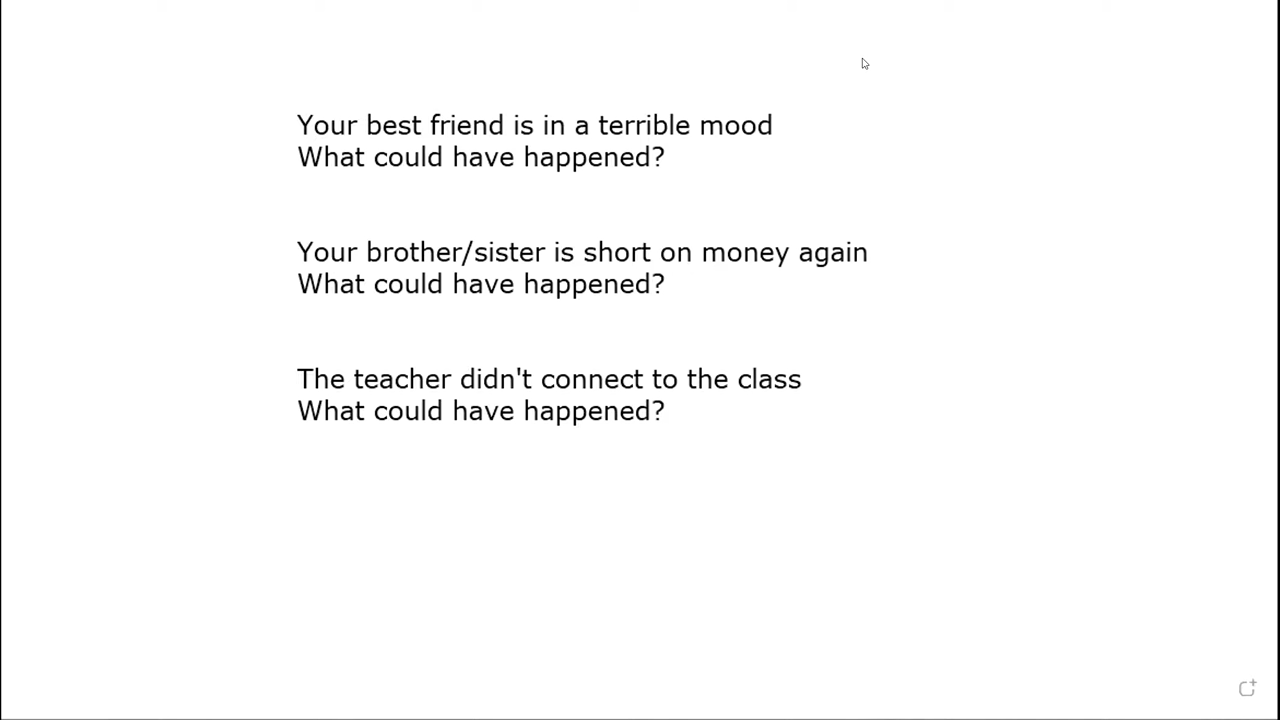 Your best friend is in a terrible mood
What could have happened?
Your brother/sister is short on money again
What could have happened?
The teacher didn't connect to the class
What could have happened?